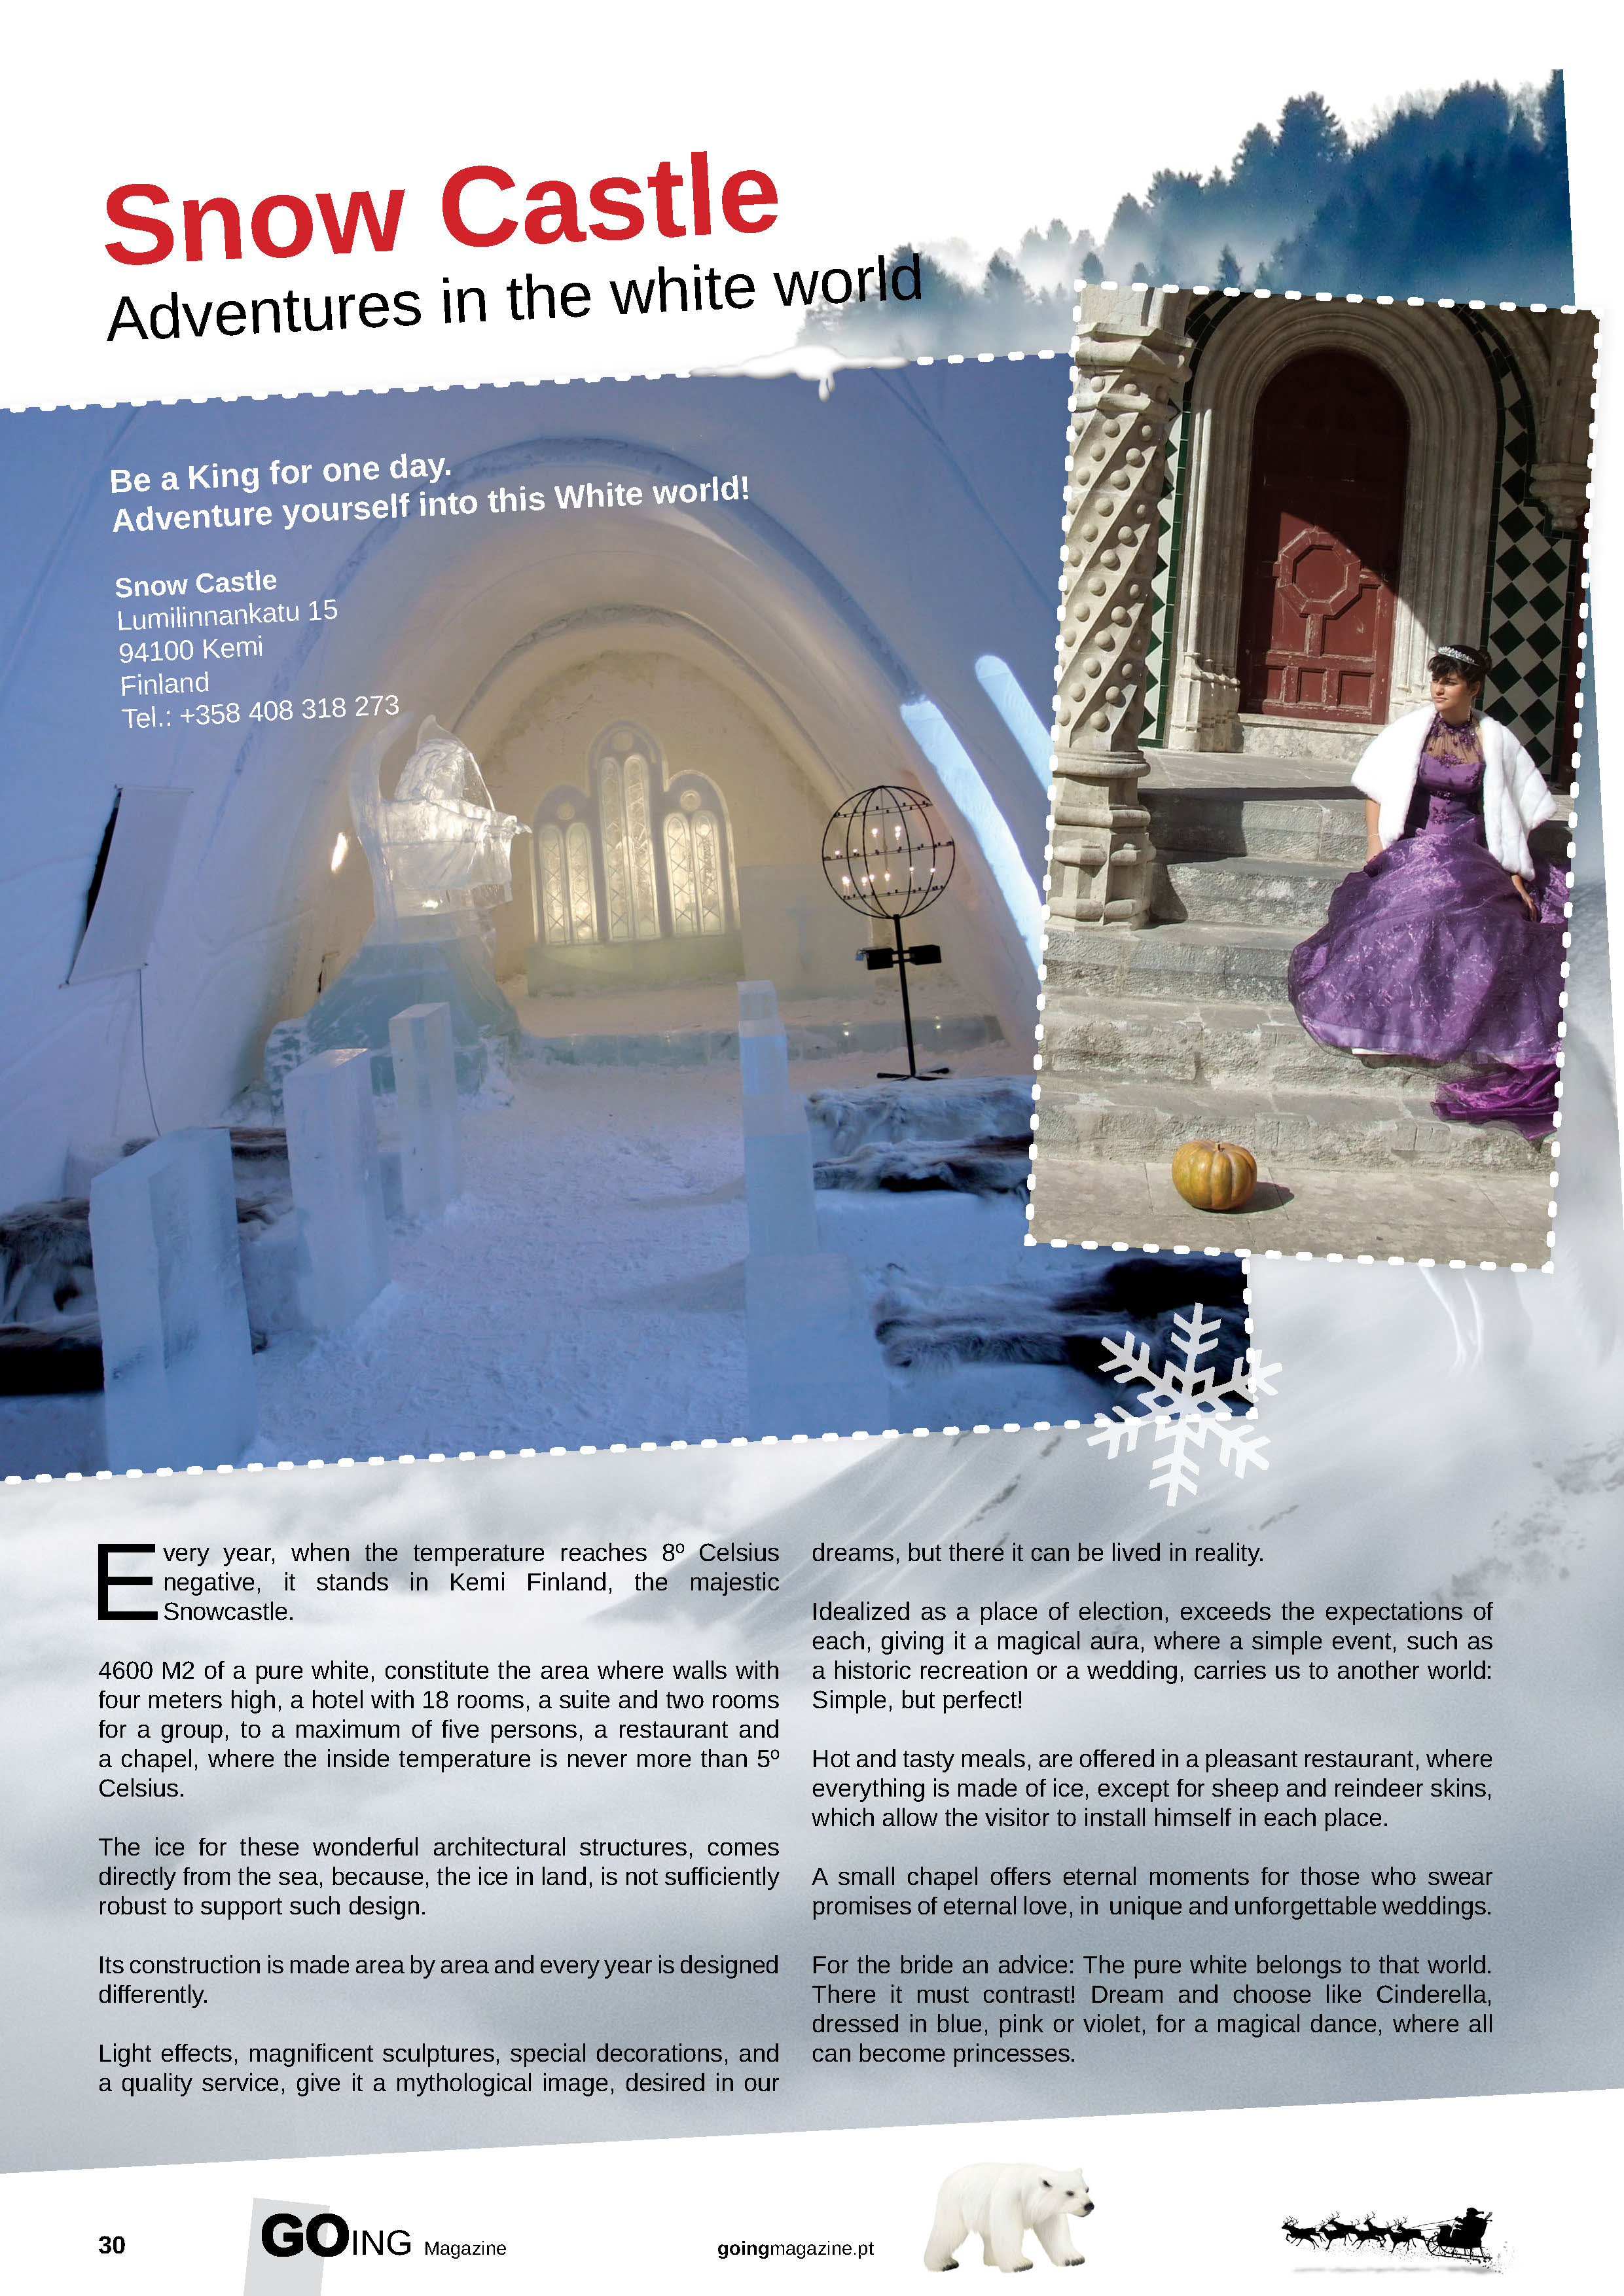 Snow Castle
Adventures in the white world
Be a King for one day.
Adventure yourself into this White world!
Snow Castle
Lumilinnankatu 15
94100 Kemi
Finland
Tel.: +358 408 318 273
Every year, when the temperature reaches 8º Celsius
negative, it stands in Kemi Finland, the majestic
Snowcastle.
4600 M2 of a pure white, constitute the area where walls with
four meters high, a hotel with 18 rooms, a suite and two rooms
for a group, to a maximum of five persons, a restaurant and
a chapel, where the inside temperature is never more than 5º
Celsius.
The ice for these wonderful architectural structures, comes
directly from the sea, because, the ice in land, is not sufficiently
robust to support such design.
Its construction is made area by area and every year is designed
differently.
Light effects, magnificent sculptures, special decorations, and
a quality service, give it a mythological image, desired in our
dreams, but there it can be lived in reality.
Idealized as a place of election, exceeds the expectations of
each, giving it a magical aura, where a simple event, such as
a historic recreation or a wedding, carries us to another world:
Simple, but perfect!
Hot and tasty meals, are offered in a pleasant restaurant, where
everything is made of ice, except for sheep and reindeer skins,
which allow the visitor to install himself in each place.
A small chapel offers eternal moments for those who swear
promises of eternal love, in unique and unforgettable weddings.
For the bride an advice: The pure white belongs to that world.
There it must contrast! Dream and choose like Cinderella,
dressed in blue, pink or violet, for a magical dance, where all
can become princesses.
30
GOING Magazine
goingmagazine.pt